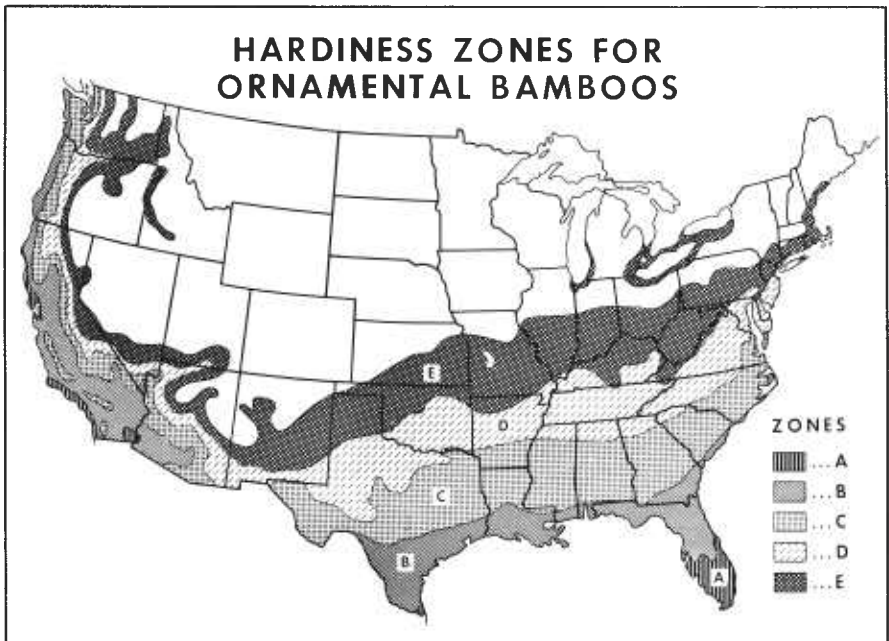 HARDINESS ZONES FOR
ORNAMENTAL BAMBOOS
E
D
C
B
A
ZONES
...A
...B
...C
...D
...E